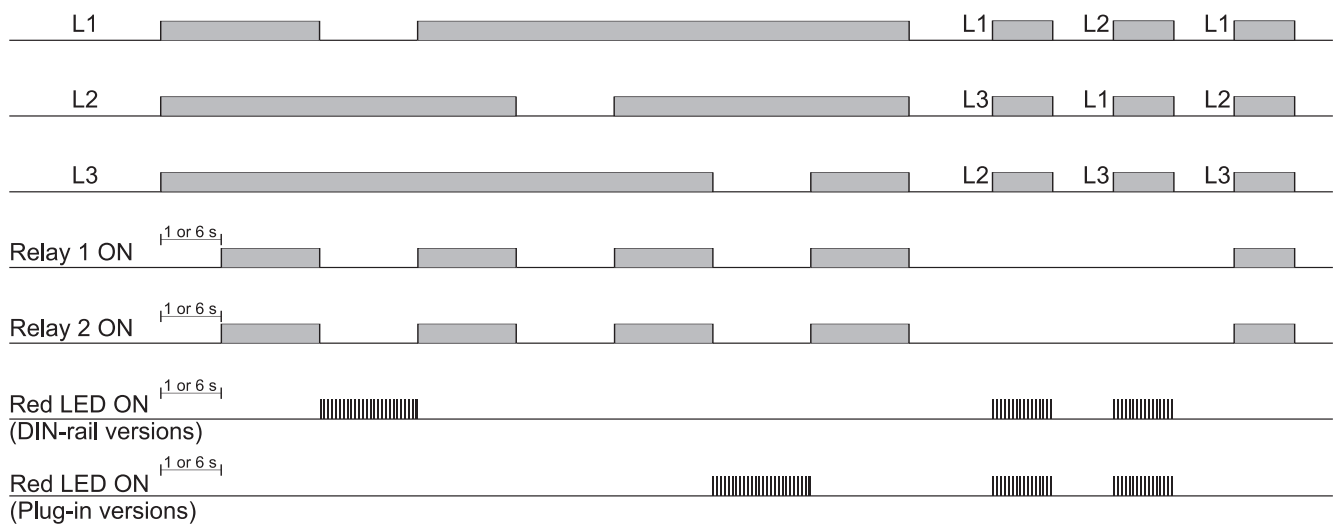 L1 L1 L2 L1
L2 L3 L1 L2
L3 L2 L3 L3
1 or 6 s
Relay 1 ON
1 or 6 s
Relay 2 ON
1 or 6 s
Red LED ON
(DIN-rail versions)
1 or 6 s
Red LED ON
(Plug-in versions)